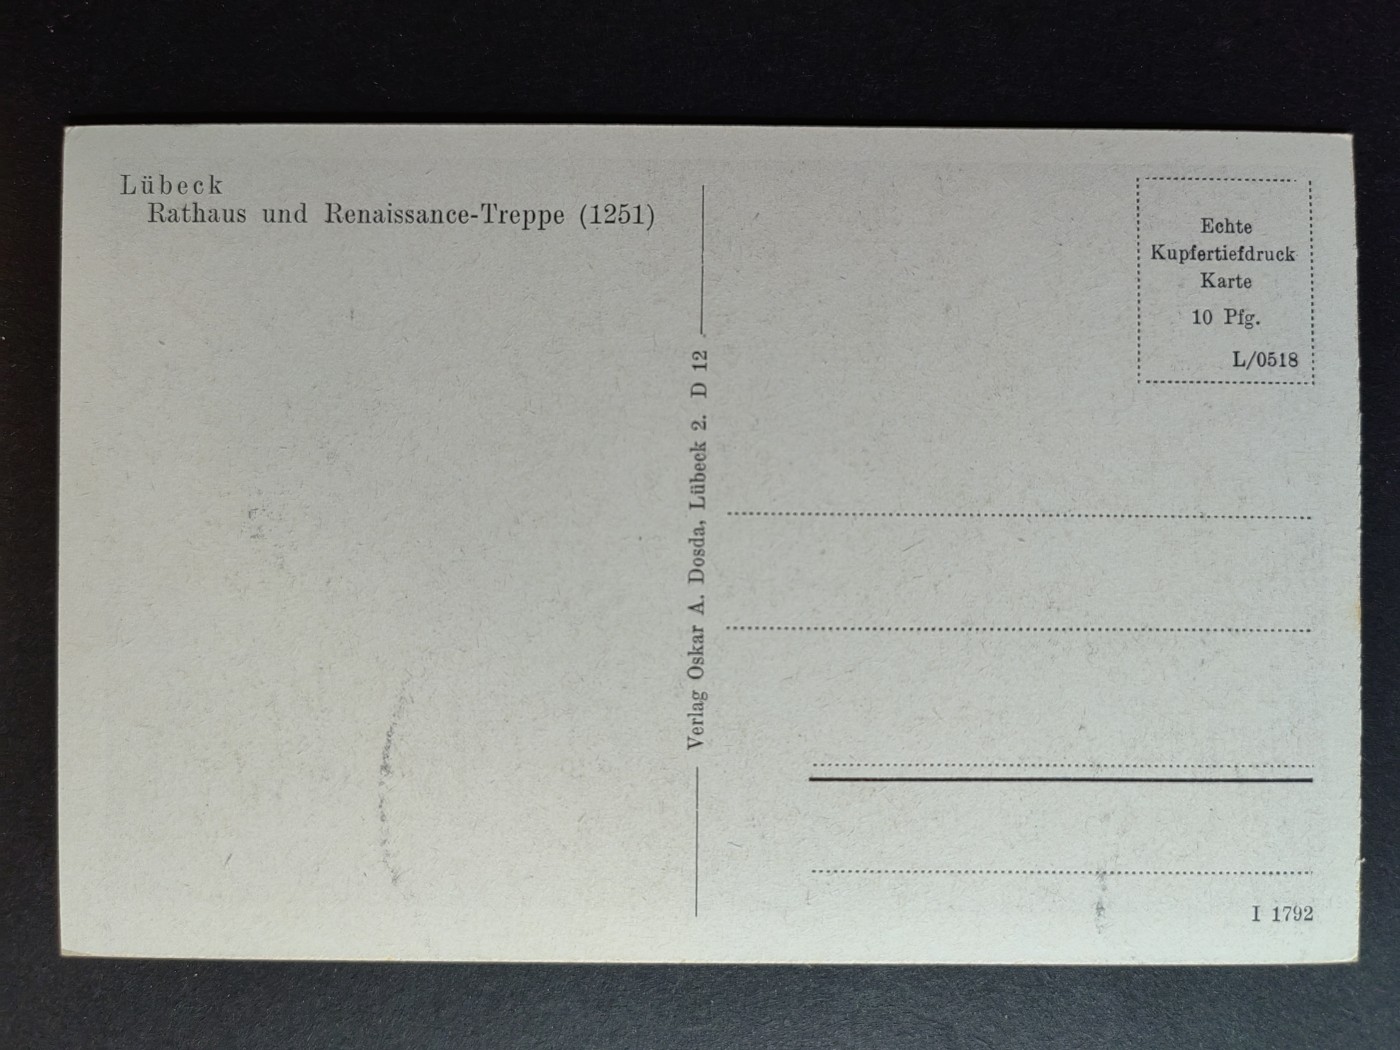 Lübeck
Rathaus und Renaissance-Treppe (1251)
Verlag Oskar A. Dosda, Lübeck 2. D 12
Echte
Kupfertiefdruck
Karte
10 Pfg.
L/0518
I 1792